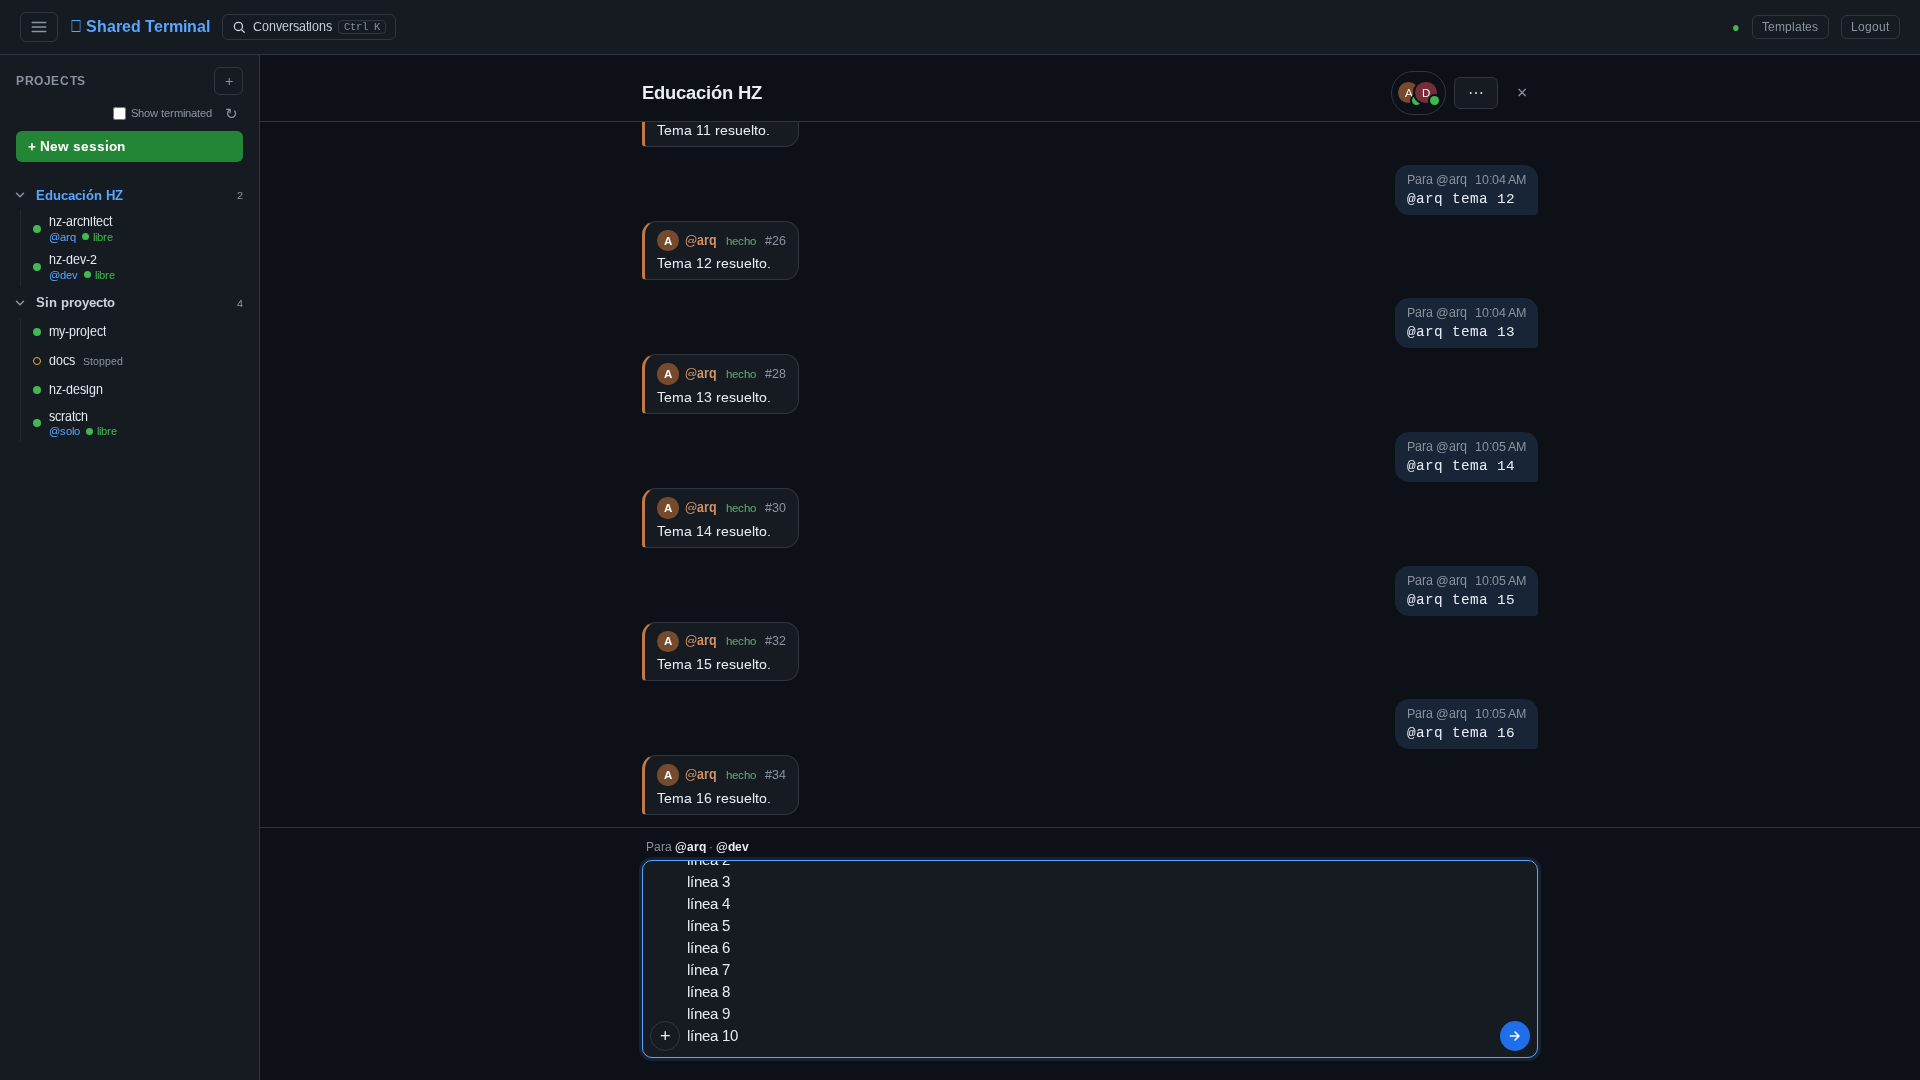 Shared Terminal
Conversations Ctrl K
Templates
Logout
PROJECTS
+
Show terminated
+ New session
Educación HZ 2
hz-architect
@arq libre
hz-dev-2
@dev libre
Sin proyecto 4
my-project
docs Stopped
hz-design
scratch
@solo libre
Educación HZ
A D
Tema 11 resuelto.
Para @arq 10:04 AM
@arq tema 12
A @arq hecho #26
Tema 12 resuelto.
Para @arq 10:04 AM
@arq tema 13
A @arq hecho #28
Tema 13 resuelto.
Para @arq 10:05 AM
@arq tema 14
A @arq hecho #30
Tema 14 resuelto.
Para @arq 10:05 AM
@arq tema 15
A @arq hecho #32
Tema 15 resuelto.
Para @arq 10:05 AM
@arq tema 16
A @arq hecho #34
Tema 16 resuelto.
Para @arq · @dev
línea 2
línea 3
línea 4
línea 5
línea 6
línea 7
línea 8
línea 9
línea 10